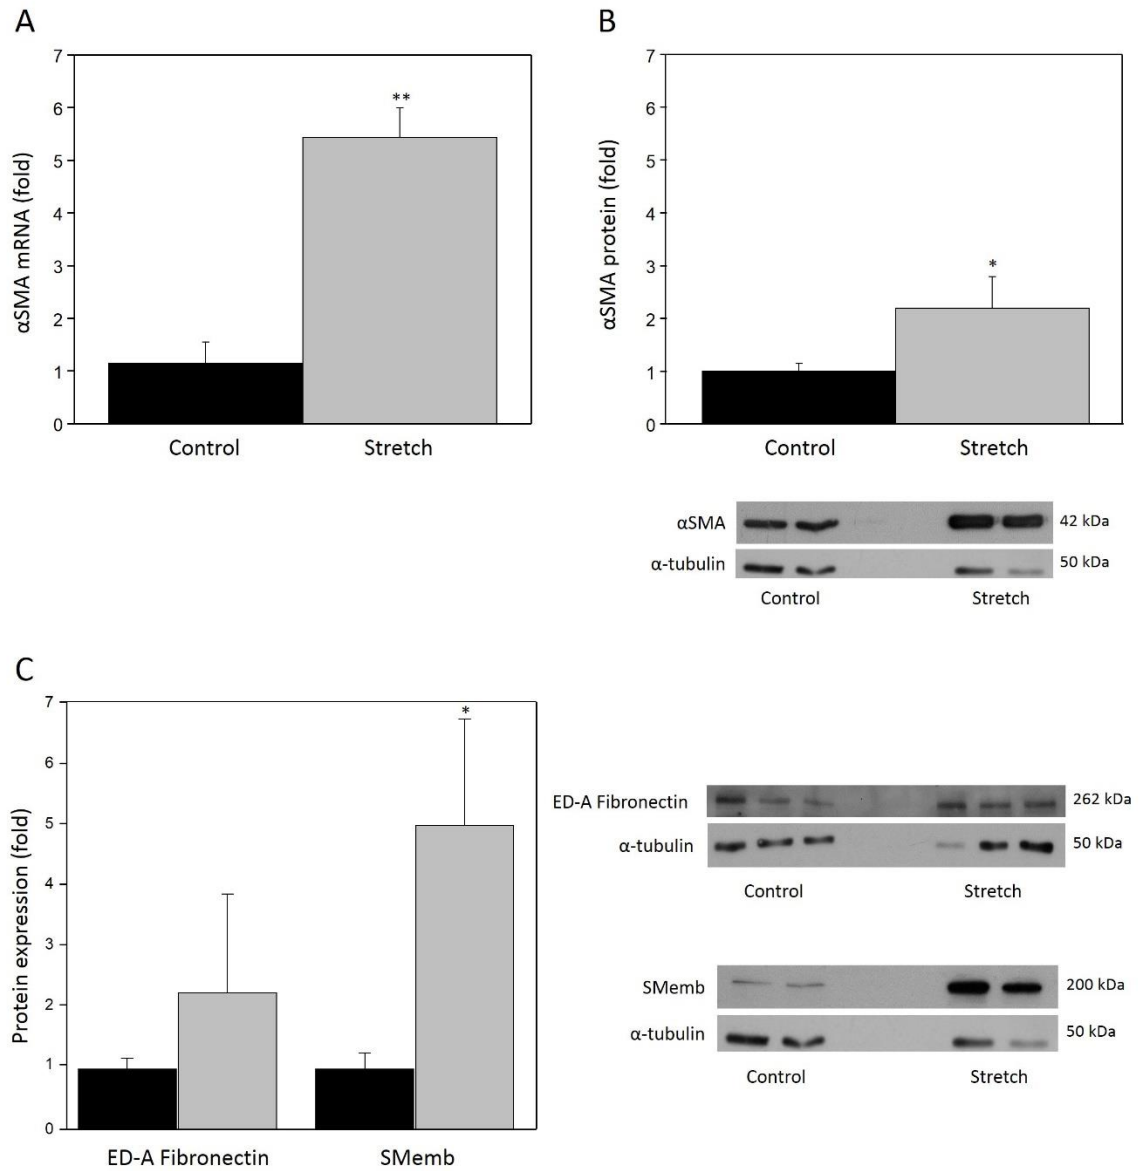 A
αSMA mRNA (fold)
7
6
5
4
3
2
1
0
**
Control Stretch
B
αSMA protein (fold)
7
6
5
4
3
2
1
0
*
Control Stretch
αSMA 42 kDa
α-tubulin 50 kDa
Control Stretch
C
Protein expression (fold)
7
6
5
4
3
2
1
0
*
ED-A Fibronectin SMemb
ED-A Fibronectin 262 kDa
α-tubulin 50 kDa
Control Stretch
SMemb 200 kDa
α-tubulin 50 kDa
Control Stretch